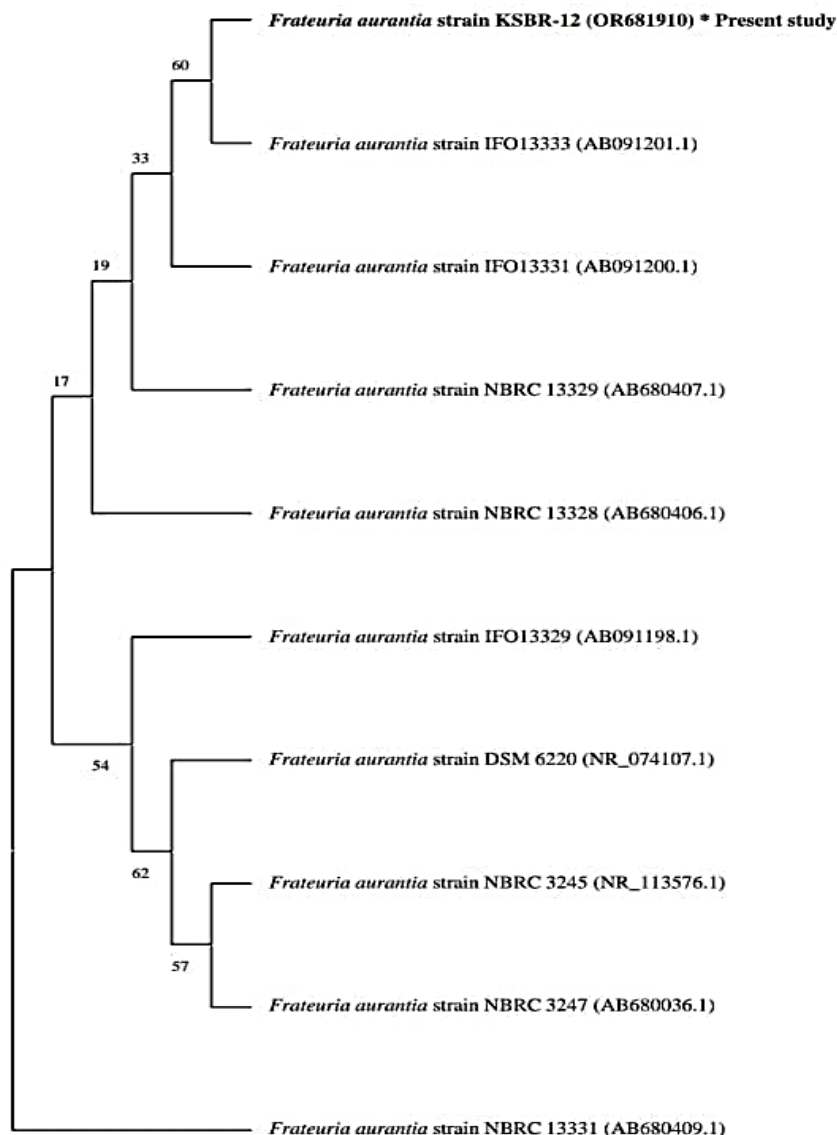 Frateuria aurantia strain KSBR-12 (OR681910) * Present study
60
Frateuria aurantia strain IFO13333 (AB091201.1)
33
Frateuria aurantia strain IFO13331 (AB091200.1)
19
Frateuria aurantia strain NBRC 13329 (AB680407.1)
17
Frateuria aurantia strain NBRC 13328 (AB680406.1)
Frateuria aurantia strain IFO13329 (AB091198.1)
54
Frateuria aurantia strain DSM 6220 (NR_074107.1)
62
Frateuria aurantia strain NBRC 3245 (NR_113576.1)
57
Frateuria aurantia strain NBRC 3247 (AB680036.1)
Frateuria aurantia strain NBRC 13331 (AB680409.1)